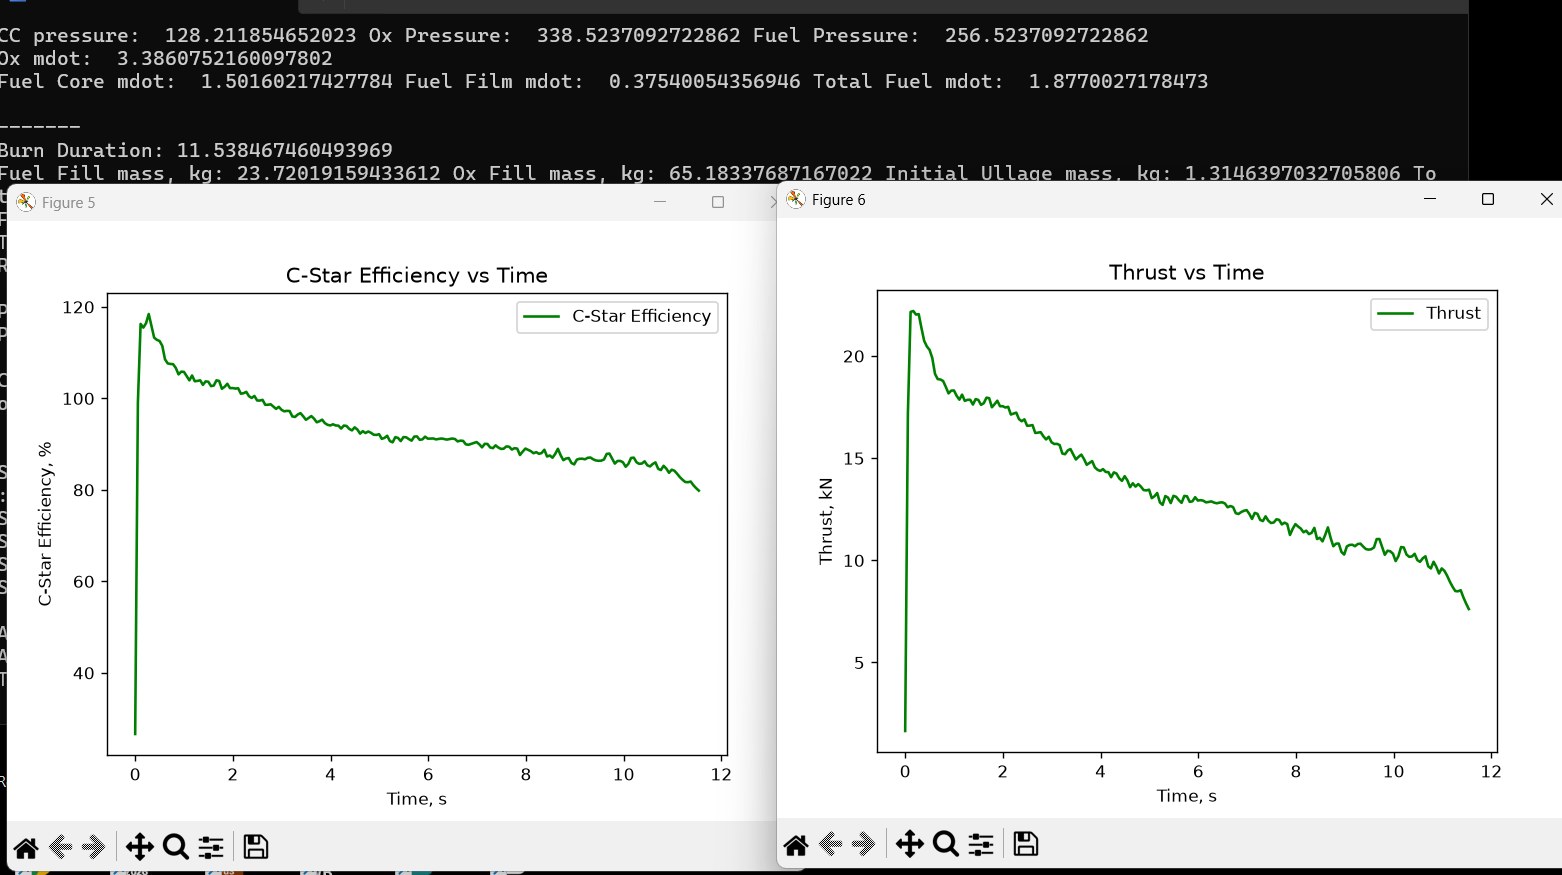 CC pressure:  128.211854652023 Ox Pressure:  338.5237092722862 Fuel Pressure:  256.5237092722862
Ox mdot:  3.3860752160097802
Fuel Core mdot:  1.50160217427784 Fuel Film mdot:  0.37540054356946 Total Fuel mdot:  1.8770027178473
-------
Burn Duration: 11.538467460493969
Fuel Fill mass, kg: 23.72019159433612 Ox Fill mass, kg: 65.18337687167022 Initial Ullage mass, kg: 1.3146397032705806 To
Figure 5
C-Star Efficiency vs Time
C-Star Efficiency
120
100
80
60
40
C-Star Efficiency, %
0 2 4 6 8 10 12
Time, s
Figure 6
Thrust vs Time
Thrust
20
15
10
5
Thrust, kN
0 2 4 6 8 10 12
Time, s